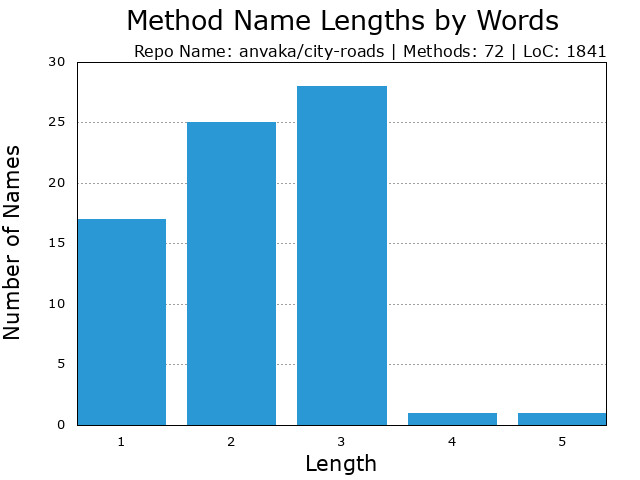 Method Name Lengths by Words
Repo Name: anvaka/city-roads | Methods: 72 | LoC: 1841
30
25
20
15
10
5
0
Number of Names
1 2 3 4 5
Length